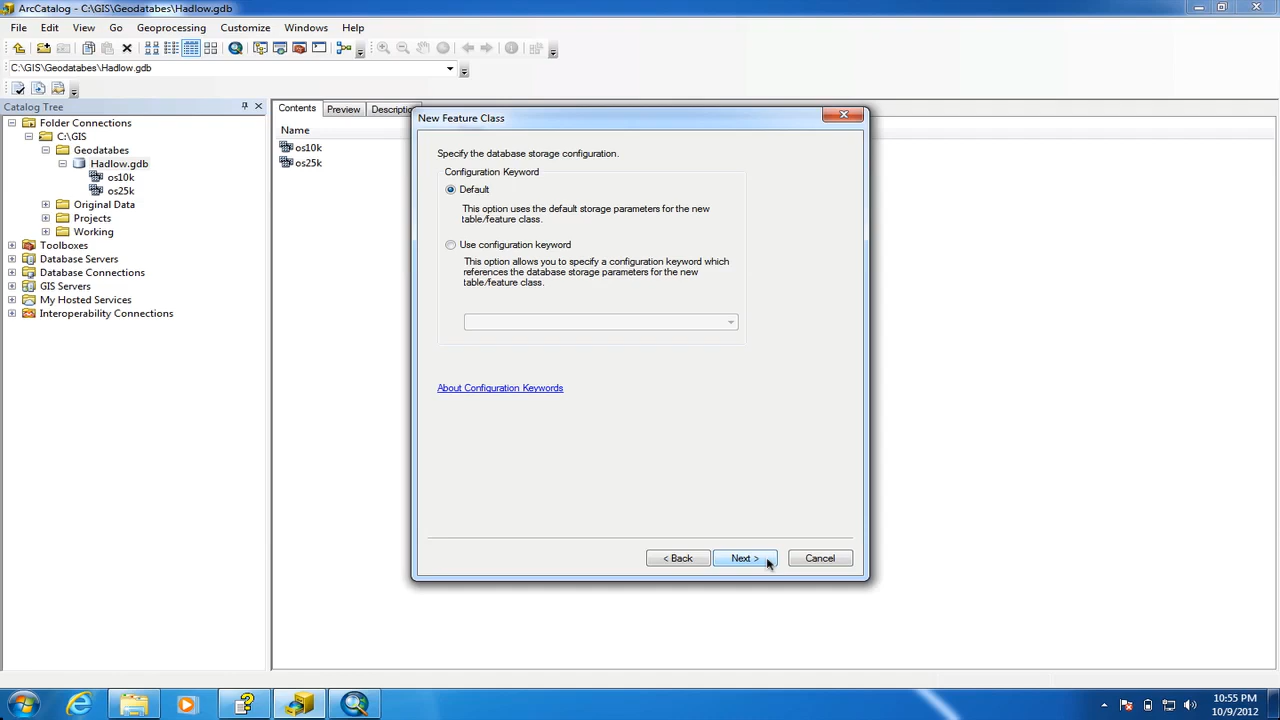 ArcCatalog - C:\GIS\Geodatabes\Hadlow.gdb
File Edit View Go Geoprocessing Customize Windows Help
C:\GIS\Geodatabes\Hadlow.gdb
Catalog Tree
Folder Connections
C:\GIS
Geodatabes
Hadlow.gdb
os10k
os25k
Original Data
Projects
Working
Toolboxes
Database Servers
Database Connections
GIS Servers
My Hosted Services
Interoperability Connections
Contents Preview Descriptio
Name
os10k
os25k
New Feature Class
Specify the database storage configuration.
Configuration Keyword
Default
This option uses the default storage parameters for the new
table/feature class.
Use configuration keyword
This option allows you to specify a configuration keyword which
references the database storage parameters for the new
table/feature class.
About Configuration Keywords
< Back Next > Cancel
10:55 PM
10/9/2012